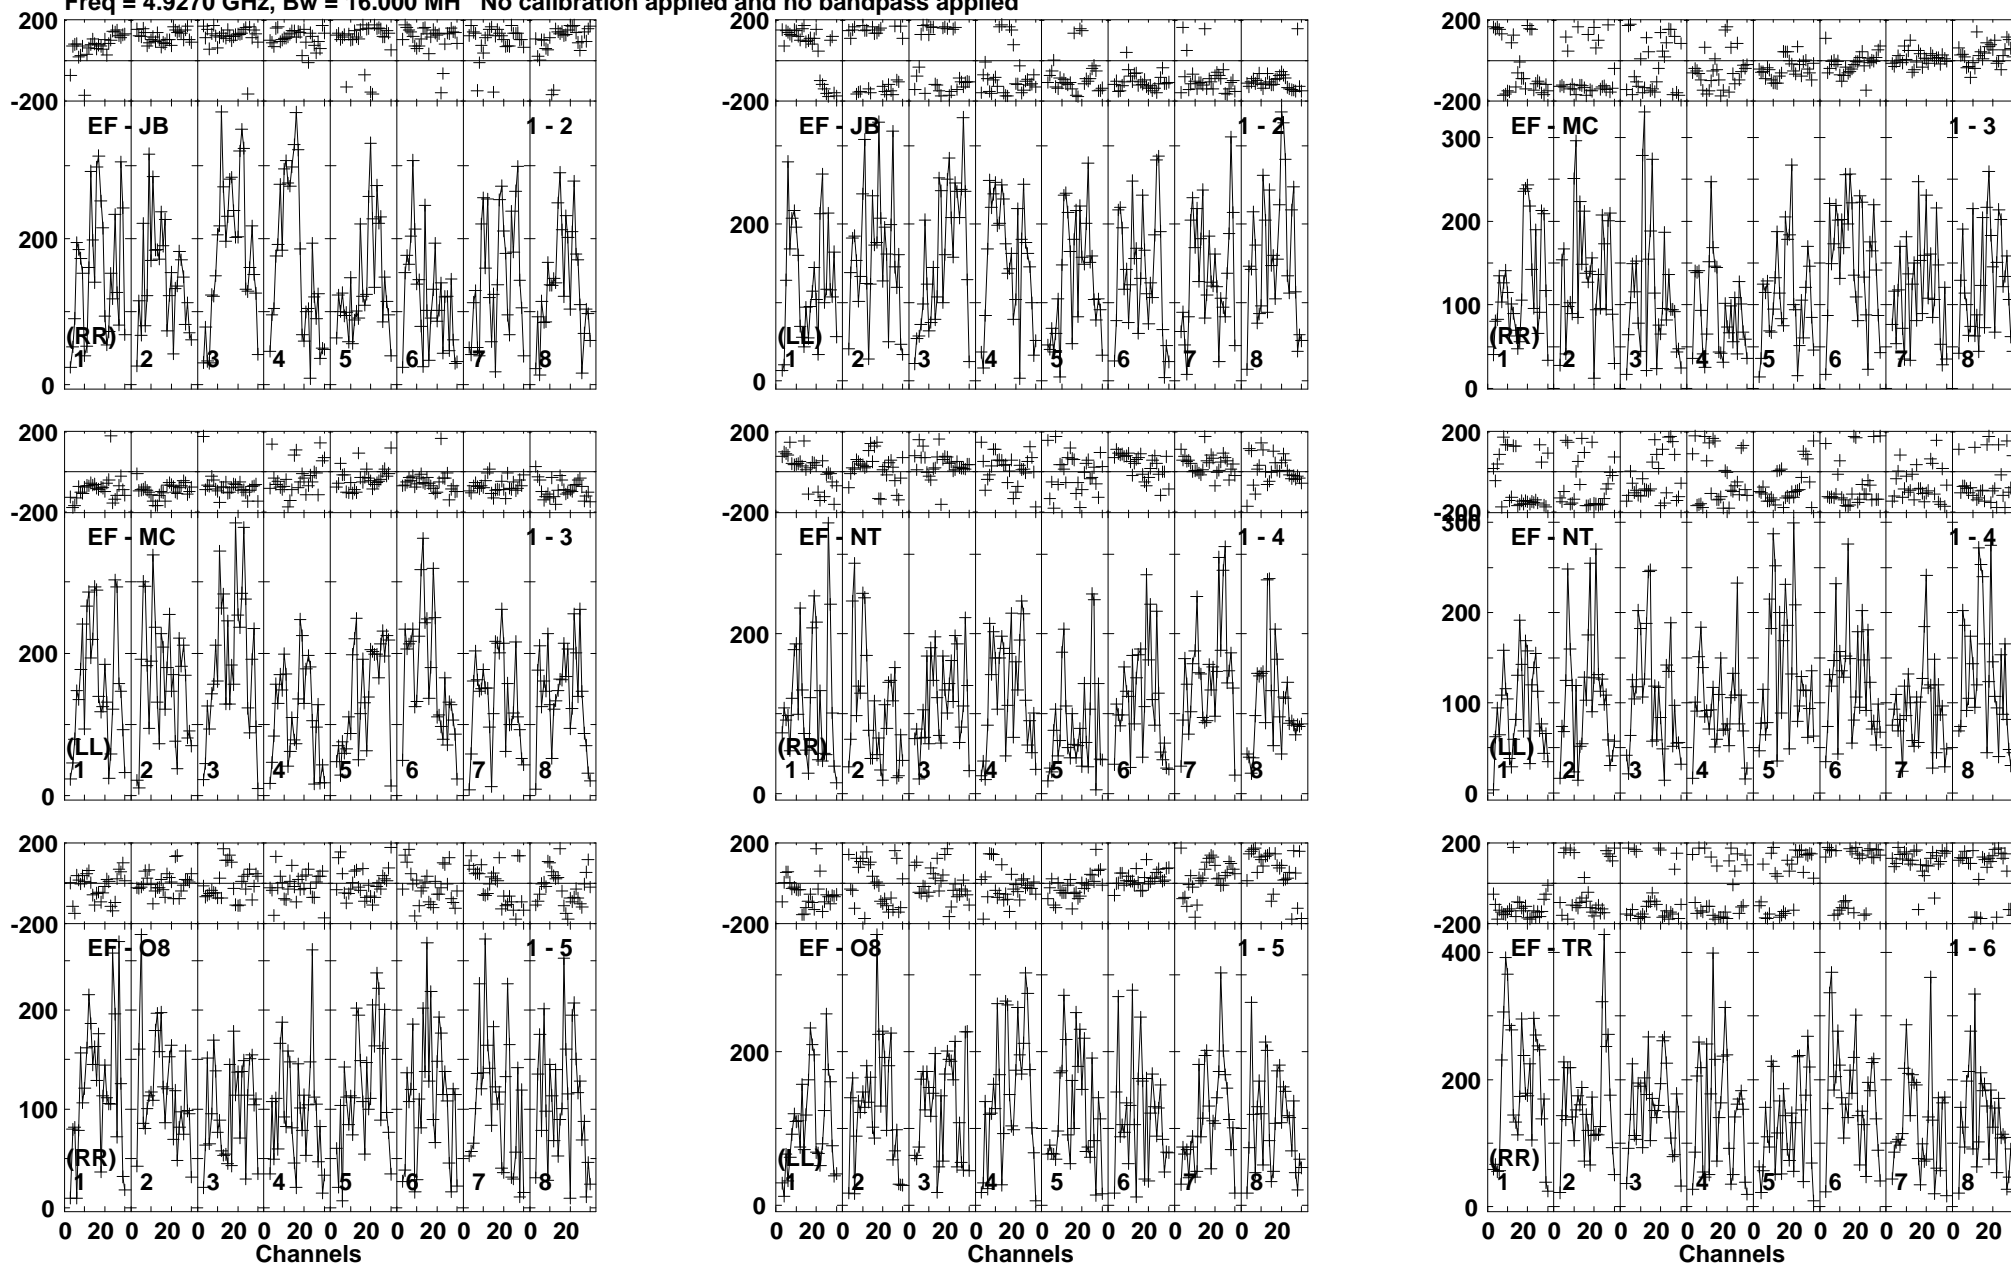 Freq = 4.9270 GHz, Bw = 16.000 MH No calibration applied and no bandpass applied
200 200 200
-200 -200 -200
EF - JB 1 - 2 EF - JB 1 - 2 EF - MC 1 - 3
300
200 200 200
100
(RR) (LL) (RR)
1 2 3 4 5 6 7 8 1 2 3 4 5 6 7 8 1 2 3 4 5 6 7 8
0 0 0
200 200 200
-200 -200 -200
300
EF - MC 1 - 3 EF - NT 1 - 4 EF - NT 1 - 4
200 200 200
100
(LL) (RR) (LL)
1 2 3 4 5 6 7 8 1 2 3 4 5 6 7 8 1 2 3 4 5 6 7 8
0 0 0
200 200 200
-200 -200 -200
EF - O8 1 - 5 EF - O8 1 - 5 EF - TR 1 - 6
400
200 200 200
100
(RR) (LL) (RR)
1 2 3 4 5 6 7 8 1 2 3 4 5 6 7 8 1 2 3 4 5 6 7 8
0 0 0
0 20 0 20 0 20 0 20 0 20 0 20 0 20 0 20 0 20 0 20 0 20 0 20 0 20 0 20 0 20 0 20 0 20 0 20 0 20 0 20 0 20 0 20 0 20 0 20
Channels Channels Channels